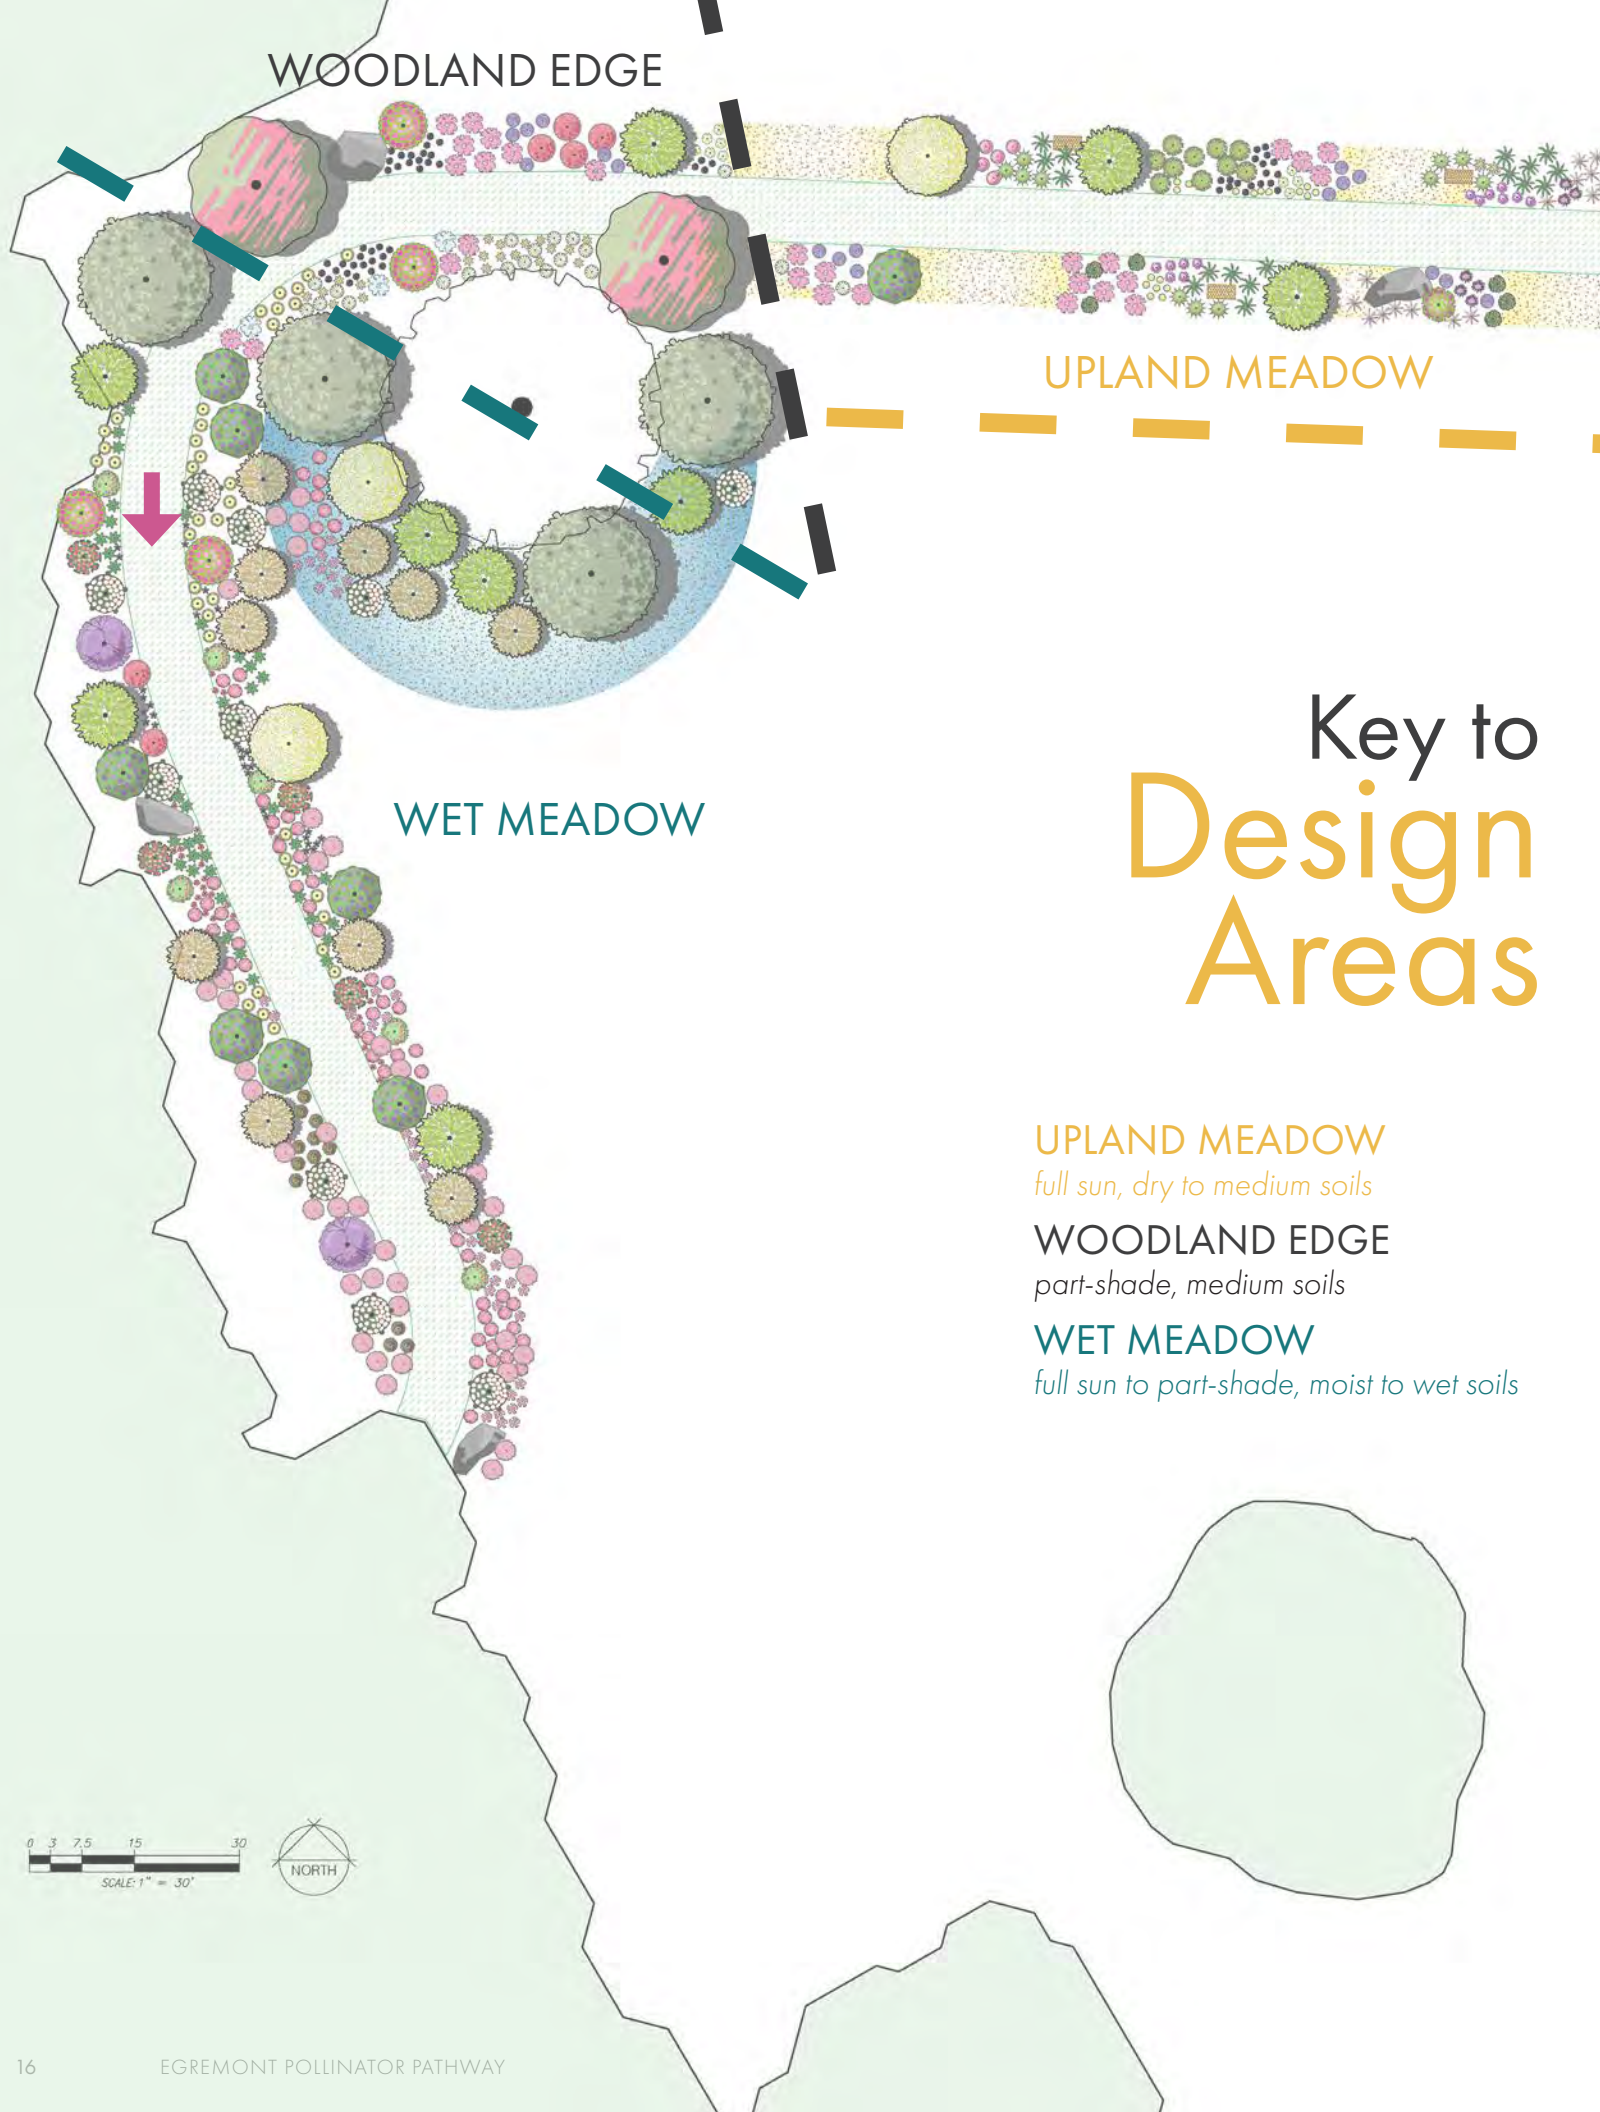 WOODLAND EDGE
UPLAND MEADOW
WET MEADOW
Key to
Design
Areas
UPLAND MEADOW
full sun, dry to medium soils
WOODLAND EDGE
part-shade, medium soils
WET MEADOW
full sun to part-shade, moist to wet soils
0 3 7.5 15 30
SCALE: 1" = 30'
NORTH
16 EGREMONT POLLINATOR PATHWAY